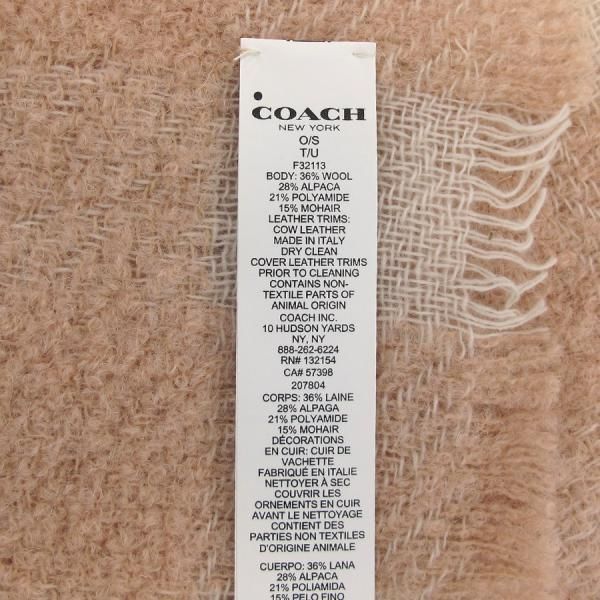 COACH
NEW YORK
O/S
T/U
F32113
BODY: 36% WOOL
28% ALPACA
21% POLYAMIDE
15% MOHAIR
LEATHER TRIMS:
COW LEATHER
MADE IN ITALY
DRY CLEAN
COVER LEATHER TRIMS
PRIOR TO CLEANING
CONTAINS NON-
TEXTILE PARTS OF
ANIMAL ORIGIN
COACH INC.
10 HUDSON YARDS
NY, NY
888-262-6224
RN# 132154
CA# 57398
207804
CORPS: 36% LAINE
28% ALPAGA
21% POLYAMIDE
15% MOHAIR
DÉCORATIONS
EN CUIR: CUIR DE
VACHETTE
FABRIQUÉ EN ITALIE
NETTOYER À SEC
COUVRIR LES
ORNEMENTS EN CUIR
AVANT LE NETTOYAGE
CONTIENT DES
PARTIES NON TEXTILES
D'ORIGINE ANIMALE
CUERPO: 36% LANA
28% ALPACA
21% POLIAMIDA
15% PELO FINO